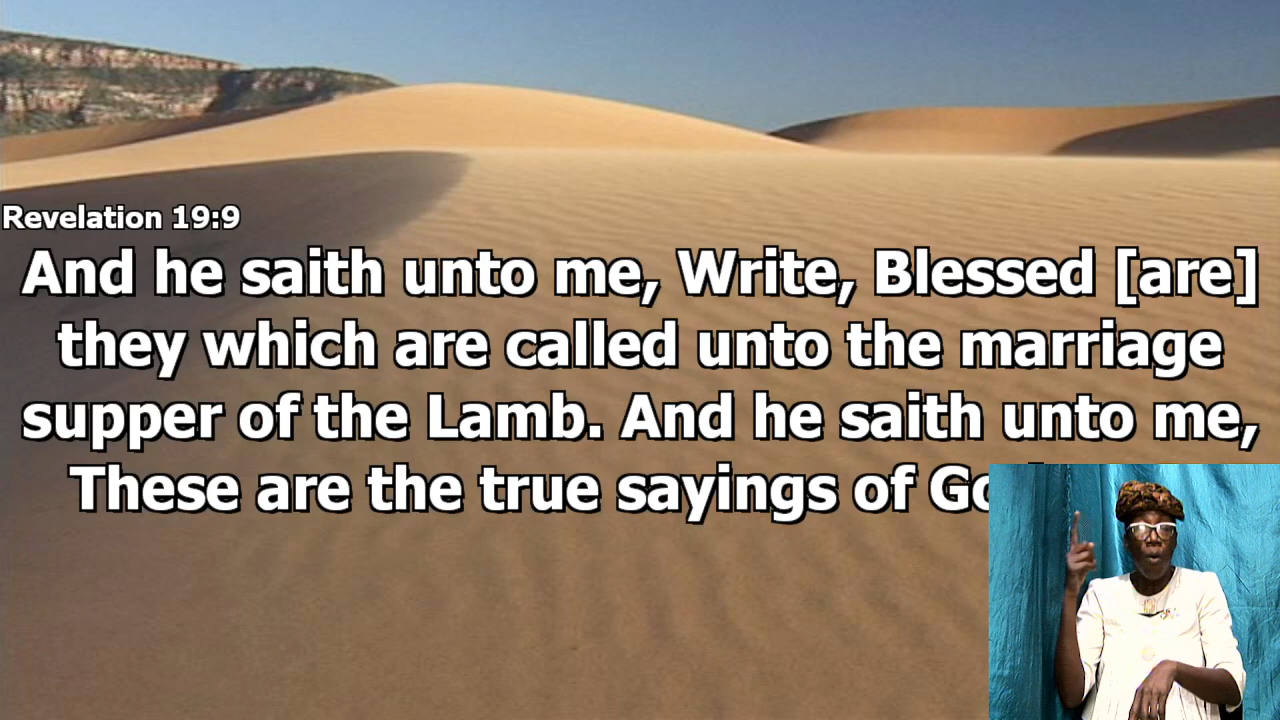 Revelation 19:9
And he saith unto me, Write, Blessed [are]
they which are called unto the marriage
supper of the Lamb. And he saith unto me,
These are the true sayings of